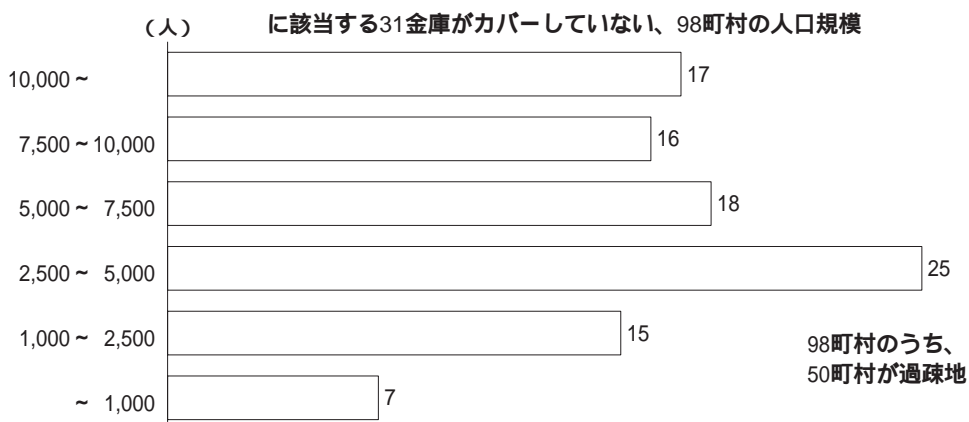 （人）　に該当する31金庫がカバーしていない、98町村の人口規模
10,000～ 17
7,500～10,000 16
5,000～ 7,500 18
2,500～ 5,000 25
1,000～ 2,500 15
～ 1,000 7
98町村のうち、
50町村が過疎地